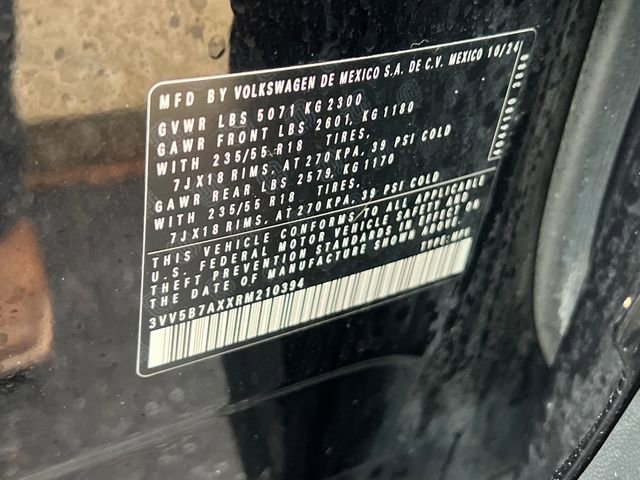 MFD BY VOLKSWAGEN DE MEXICO S.A. DE C.V. MEXICO 10/24
GVWR LBS 5071 KG 2300
GAWR FRONT LBS 2601, KG 1180
WITH 235/55 R18 TIRES,
7JX18 RIMS, AT 270 KPA, 39 PSI COLD
GAWR REAR LBS 2579, KG 1170
WITH 235/55 R18 TIRES,
7JX18 RIMS, AT 270 KPA, 39 PSI COLD
THIS VEHICLE CONFORMS TO ALL APPLICABLE
U.S. FEDERAL MOTOR VEHICLE SAFETY AND
THEFT PREVENTION STANDARDS IN EFFECT ON
THE DATE OF MANUFACTURE SHOWN ABOVE.
TYPE: MPV
3VV5B7AXXRM210394